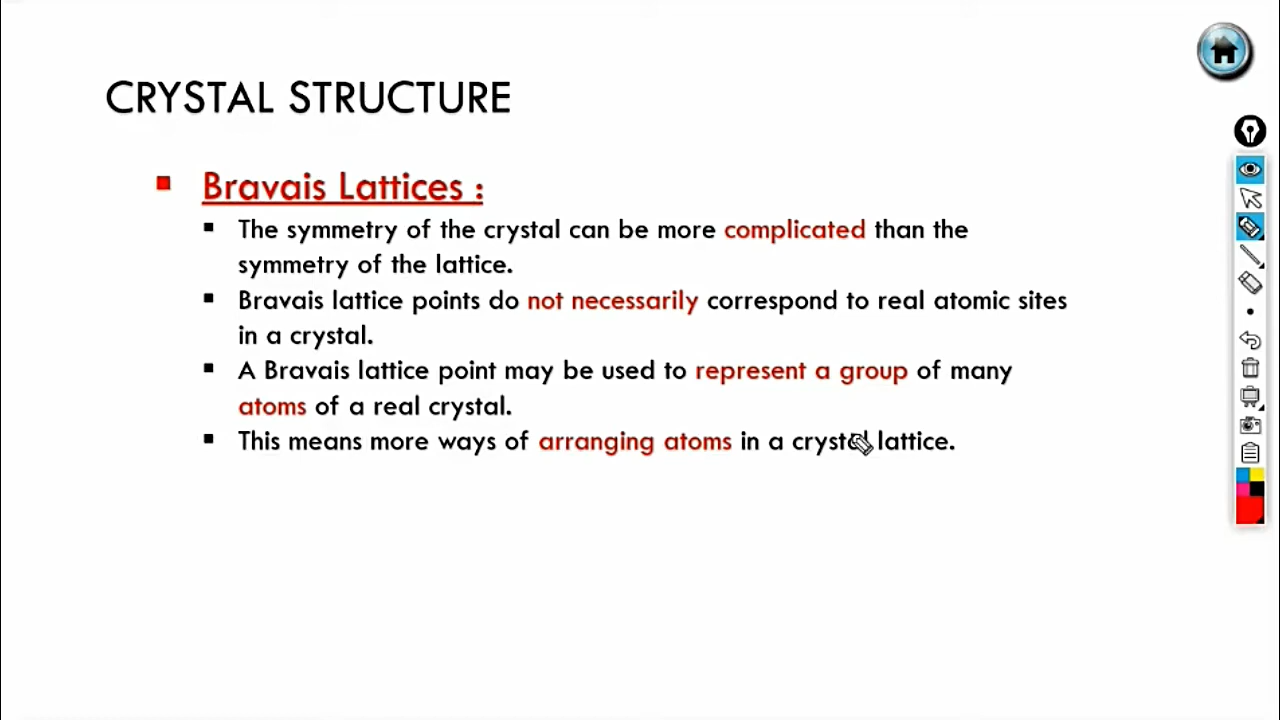 CRYSTAL STRUCTURE
Bravais Lattices :
The symmetry of the crystal can be more complicated than the
symmetry of the lattice.
Bravais lattice points do not necessarily correspond to real atomic sites
in a crystal.
A Bravais lattice point may be used to represent a group of many
atoms of a real crystal.
This means more ways of arranging atoms in a crystal lattice.